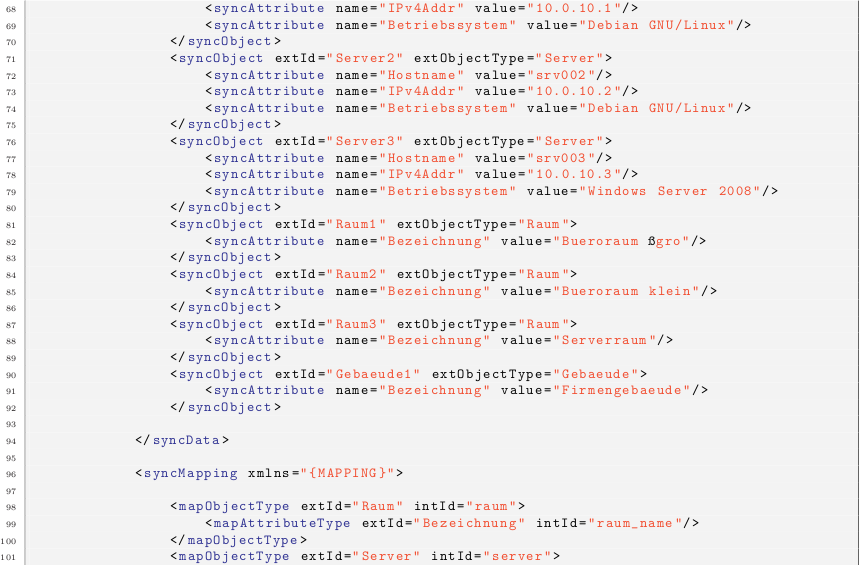 68 <syncAttribute name="IPv4Addr" value="10.0.10.1"/>
69 <syncAttribute name="Betriebssystem" value="Debian GNU/Linux"/>
70 </syncObject>
71 <syncObject extId="Server2" extObjectType="Server">
72 <syncAttribute name="Hostname" value="srv002"/>
73 <syncAttribute name="IPv4Addr" value="10.0.10.2"/>
74 <syncAttribute name="Betriebssystem" value="Debian GNU/Linux"/>
75 </syncObject>
76 <syncObject extId="Server3" extObjectType="Server">
77 <syncAttribute name="Hostname" value="srv003"/>
78 <syncAttribute name="IPv4Addr" value="10.0.10.3"/>
79 <syncAttribute name="Betriebssystem" value="Windows Server 2008"/>
80 </syncObject>
81 <syncObject extId="Raum1" extObjectType="Raum">
82 <syncAttribute name="Bezeichnung" value="Bueroraum ßgro"/>
83 </syncObject>
84 <syncObject extId="Raum2" extObjectType="Raum">
85 <syncAttribute name="Bezeichnung" value="Bueroraum klein"/>
86 </syncObject>
87 <syncObject extId="Raum3" extObjectType="Raum">
88 <syncAttribute name="Bezeichnung" value="Serverraum"/>
89 </syncObject>
90 <syncObject extId="Gebaeude1" extObjectType="Gebaeude">
91 <syncAttribute name="Bezeichnung" value="Firmengebaeude"/>
92 </syncObject>
93
94 </syncData>
95
96 <syncMapping xmlns="{MAPPING}">
97
98 <mapObjectType extId="Raum" intId="raum">
99 <mapAttributeType extId="Bezeichnung" intId="raum_name"/>
100 </mapObjectType>
101 <mapObjectType extId="Server" intId="server">